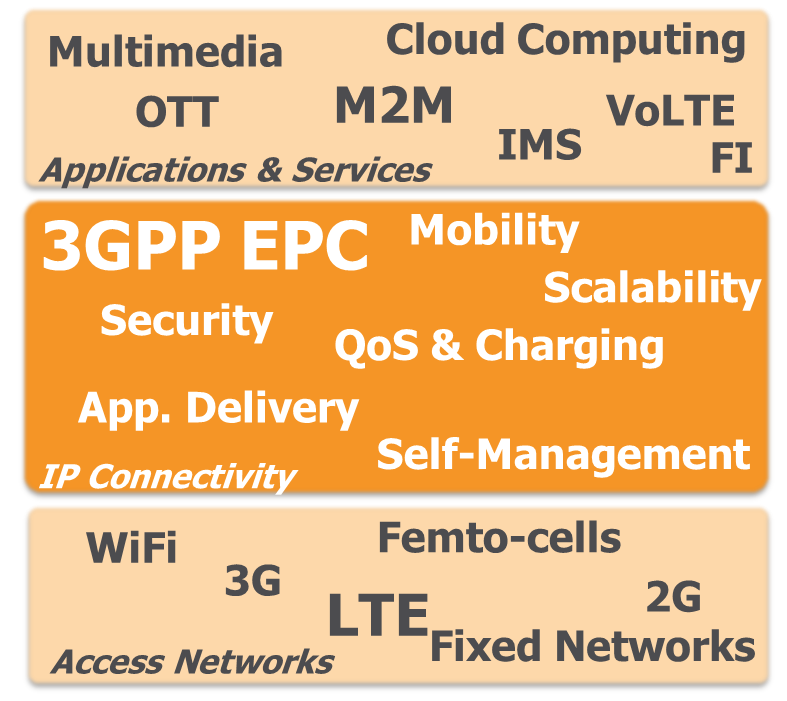 Multimedia
Cloud Computing
OTT
M2M
VoLTE
IMS
FI
Applications & Services
3GPP EPC
Mobility
Scalability
Security
QoS & Charging
App. Delivery
Self-Management
IP Connectivity
WiFi
Femto-cells
3G
LTE
2G
Fixed Networks
Access Networks